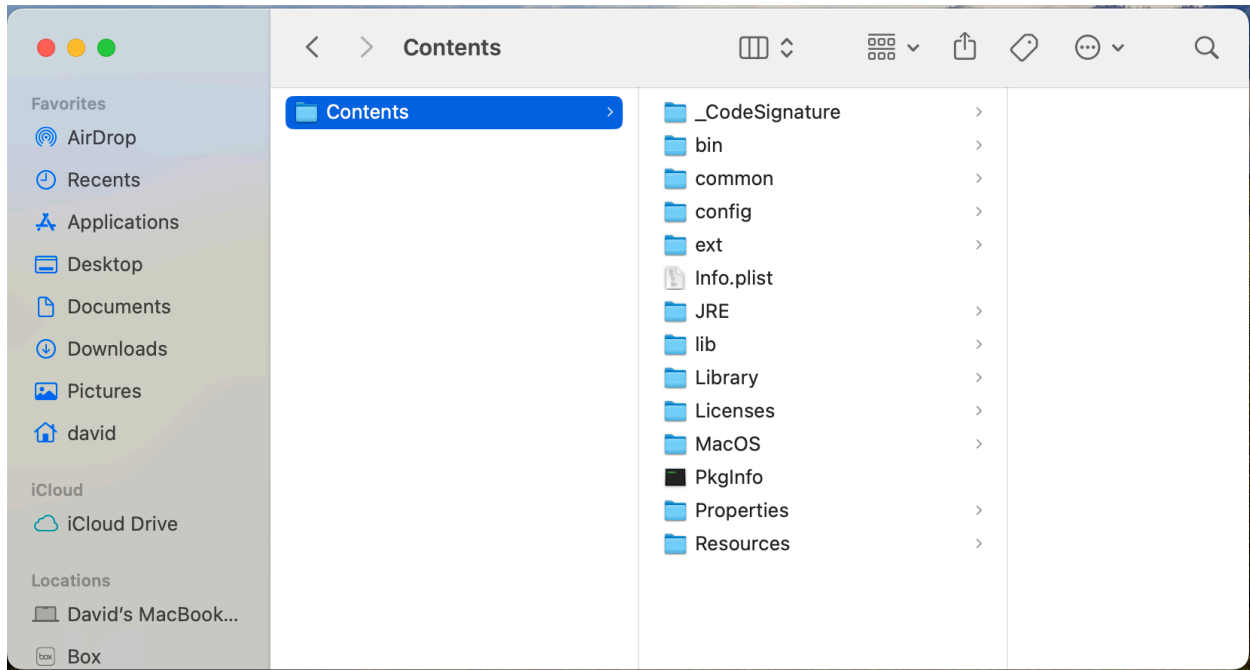 Contents
Favorites
AirDrop
Recents
Applications
Desktop
Documents
Downloads
Pictures
david
iCloud
iCloud Drive
Locations
David's MacBook...
box
Box
Contents
_CodeSignature
bin
common
config
ext
Info.plist
JRE
lib
Library
Licenses
MacOS
PkgInfo
Properties
Resources